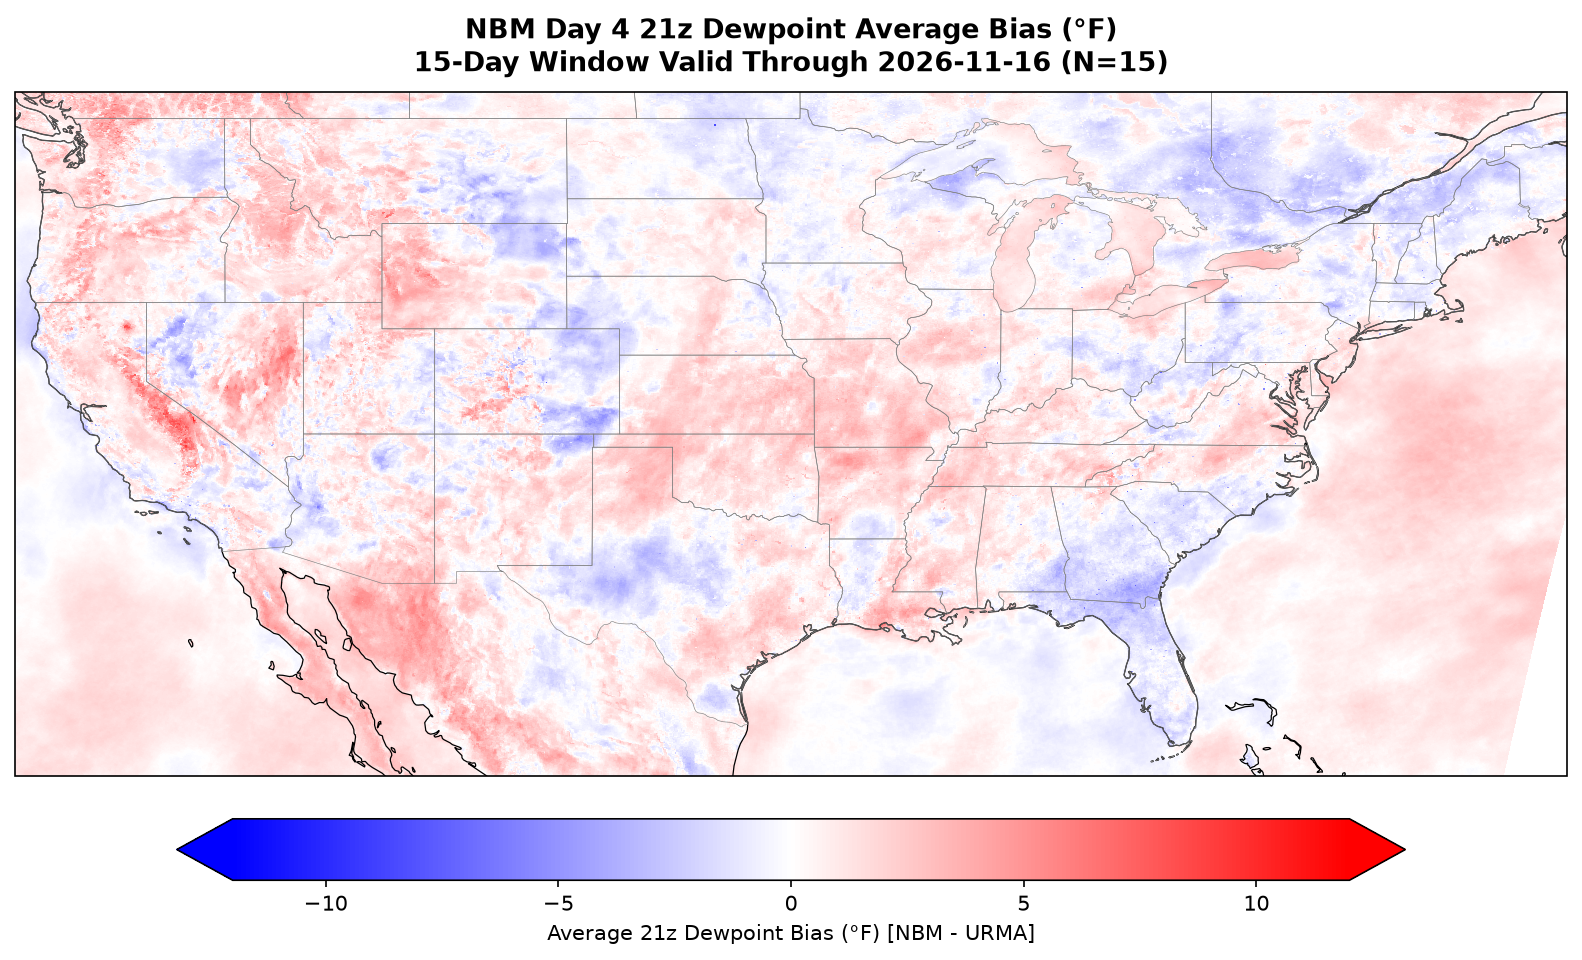 NBM Day 4 21z Dewpoint Average Bias (°F)
15-Day Window Valid Through 2026-11-16 (N=15)
−10 −5 0 5 10
Average 21z Dewpoint Bias (°F) [NBM - URMA]